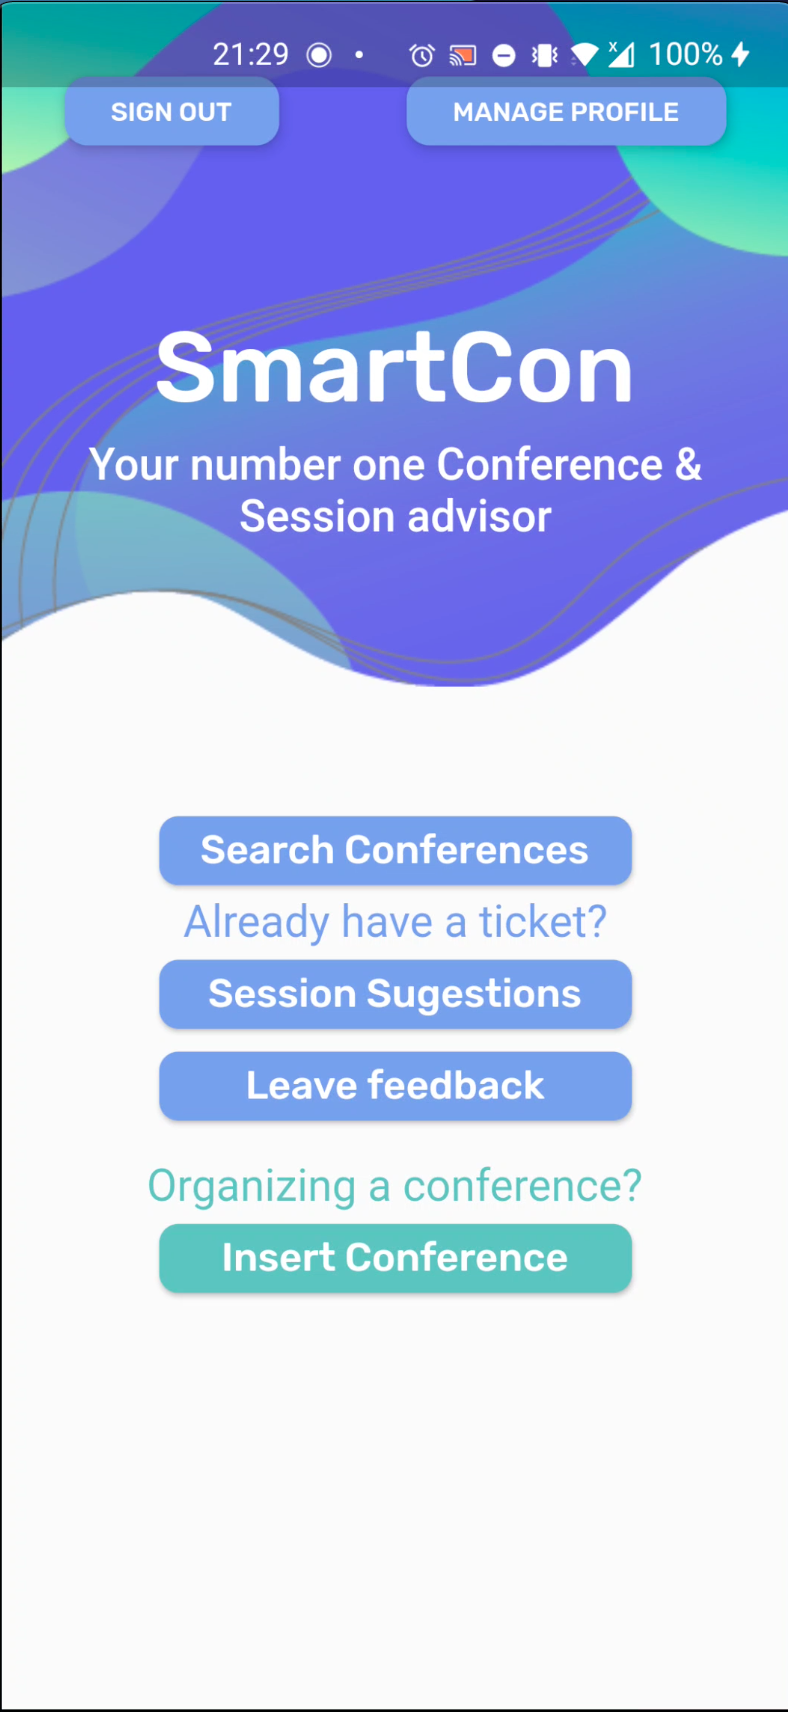 21:29 100%
SIGN OUT MANAGE PROFILE
SmartCon
Your number one Conference &
Session advisor
Search Conferences
Already have a ticket?
Session Sugestions
Leave feedback
Organizing a conference?
Insert Conference